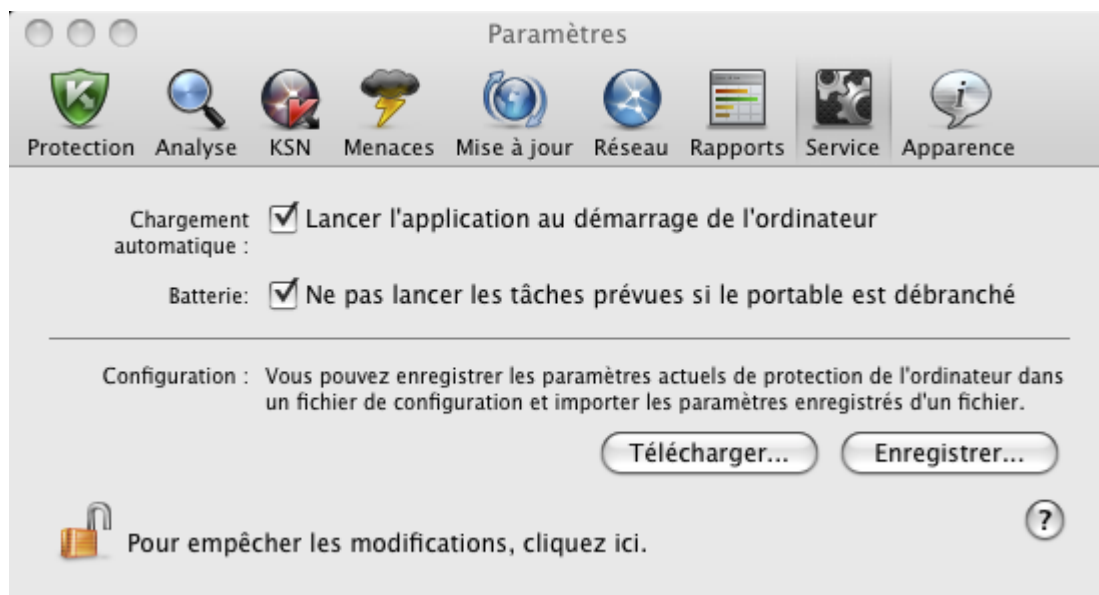 Paramètres
Protection Analyse KSN Menaces Mise à jour Réseau Rapports Service Apparence
Chargement automatique :
Lancer l'application au démarrage de l'ordinateur
Batterie: Ne pas lancer les tâches prévues si le portable est débranché
Configuration : Vous pouvez enregistrer les paramètres actuels de protection de l'ordinateur dans
un fichier de configuration et importer les paramètres enregistrés d'un fichier.
Télécharger... Enregistrer...
?
Pour empêcher les modifications, cliquez ici.